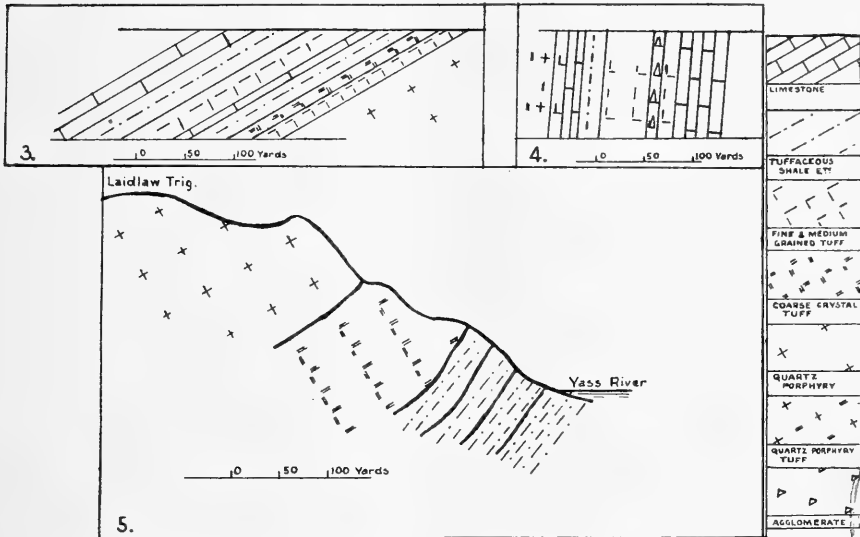 3.
0 50 100 Yards
4.
0 50 100 Yards
Laidlaw Trig.
Yass River
0 50 100 Yards
5.
LIMESTONE
TUFFACEOUS
SHALE ETC
FINE & MEDIUM
GRAINED TUFF
COARSE CRYSTAL
TUFF
QUARTZ
PORPHYRY
QUARTZ PORPHYRY
TUFF
AGGLOMERATE